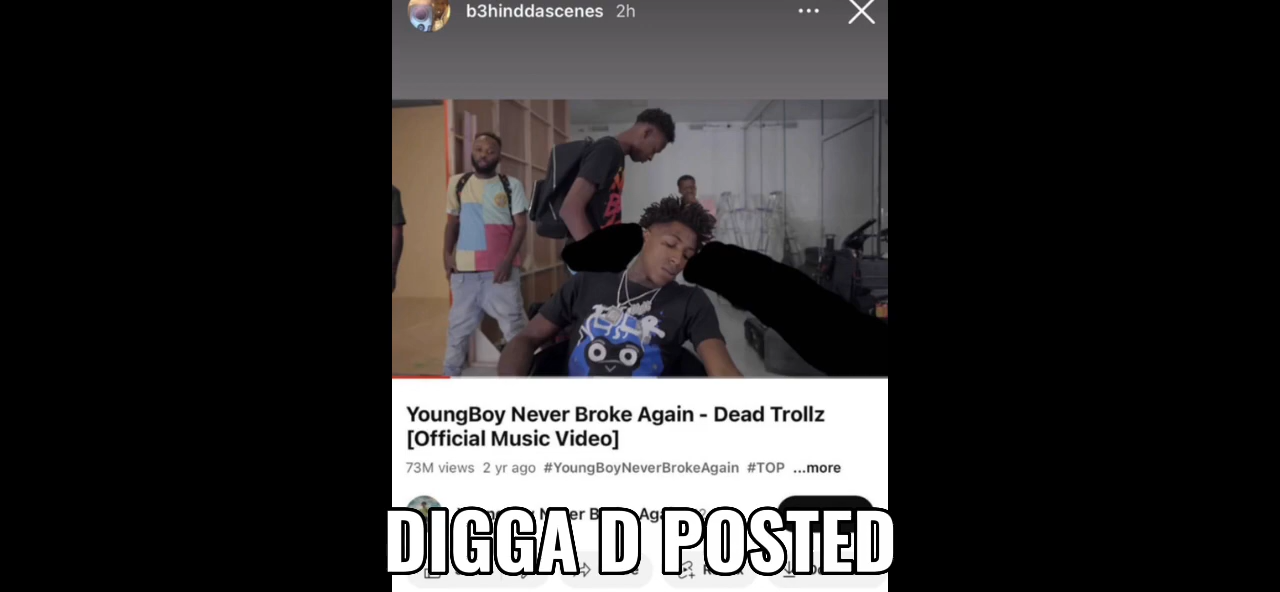 b3hinddascenes 2h
YoungBoy Never Broke Again - Dead Trollz
[Official Music Video]
73M views 2 yr ago #YoungBoyNeverBrokeAgain #TOP ...more
DIGGA D POSTED